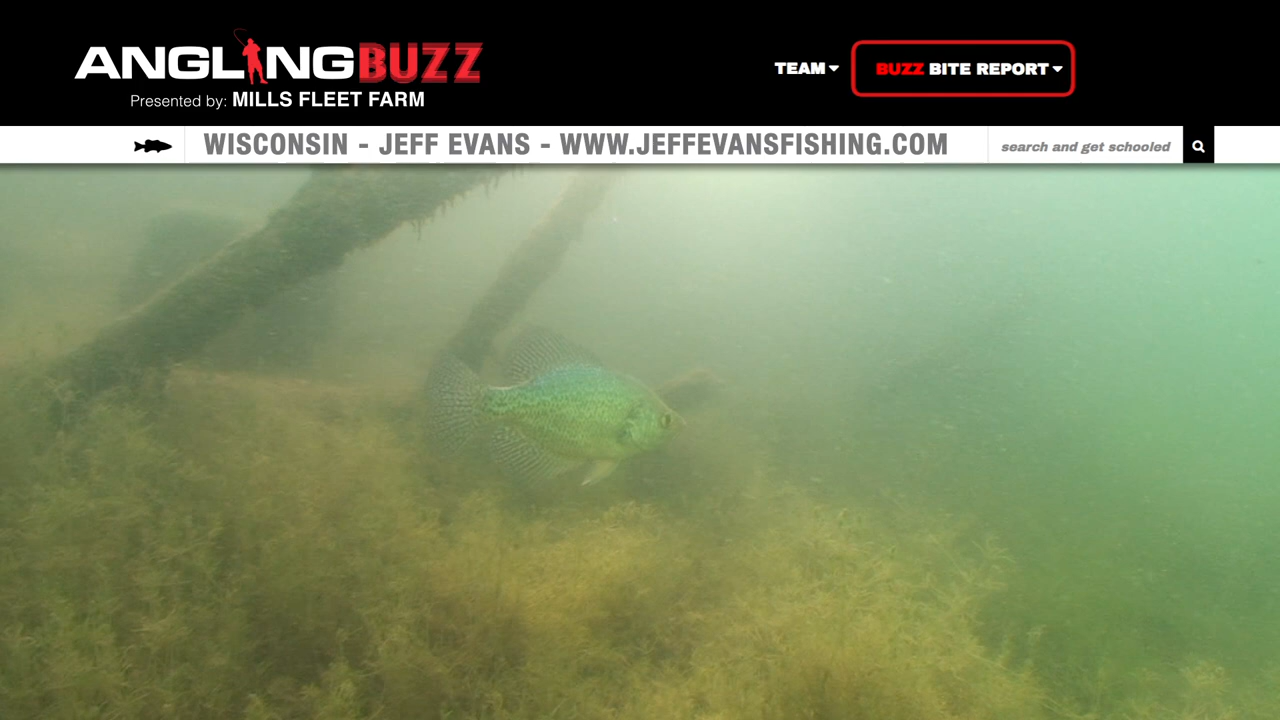 ANGLINGBUZZ
Presented by: MILLS FLEET FARM
TEAM
BUZZ BITE REPORT
WISCONSIN - JEFF EVANS - WWW.JEFFEVANSFISHING.COM
search and get schooled